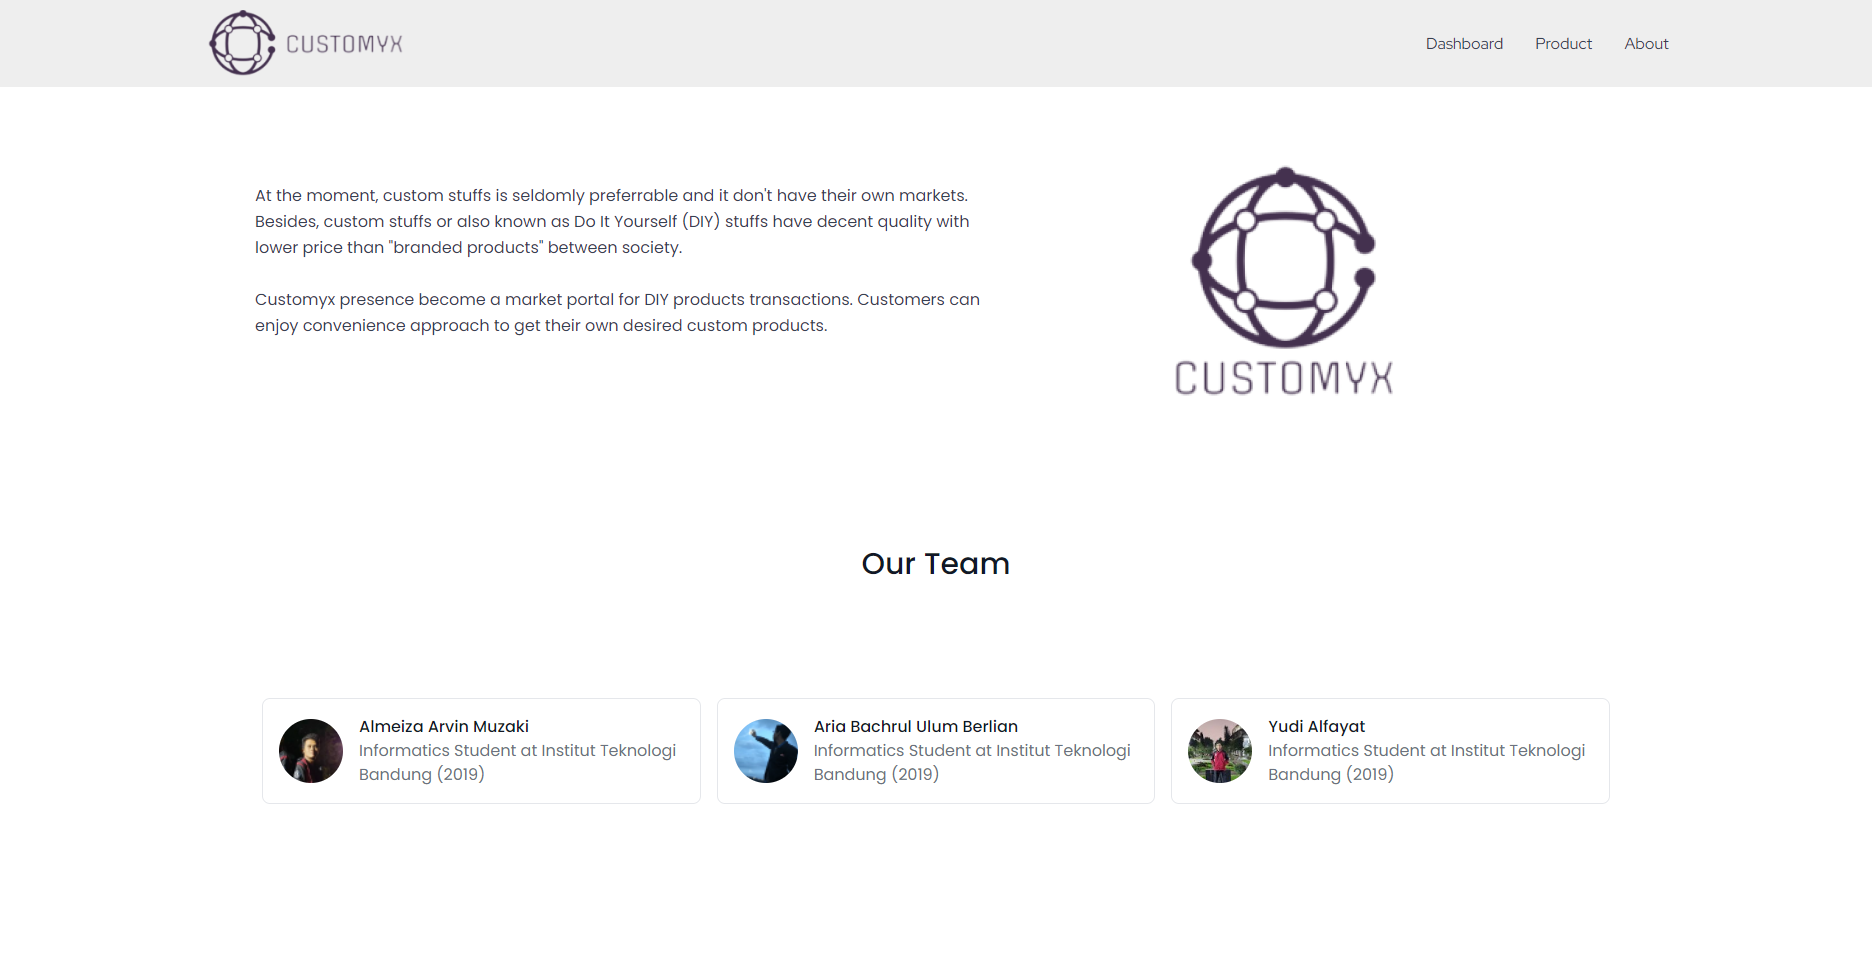 CUSTOMYX
Dashboard Product About
At the moment, custom stuffs is seldomly preferrable and it don't have their own markets.
Besides, custom stuffs or also known as Do It Yourself (DIY) stuffs have decent quality with
lower price than "branded products" between society.
Customyx presence become a market portal for DIY products transactions. Customers can
enjoy convenience approach to get their own desired custom products.
CUSTOMYX
Our Team
Almeiza Arvin Muzaki
Informatics Student at Institut Teknologi
Bandung (2019)
Aria Bachrul Ulum Berlian
Informatics Student at Institut Teknologi
Bandung (2019)
Yudi Alfayat
Informatics Student at Institut Teknologi
Bandung (2019)